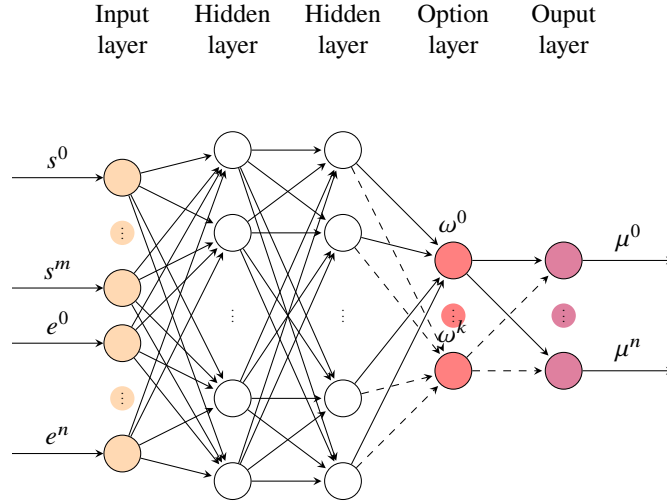 Input Hidden Hidden Option Ouput
layer layer layer layer layer
s^0
ω^0
μ^0
⋮
s^m
⋮ ⋮ ⋮ ⋮
e^0
ω^k
μ^n
⋮
e^n